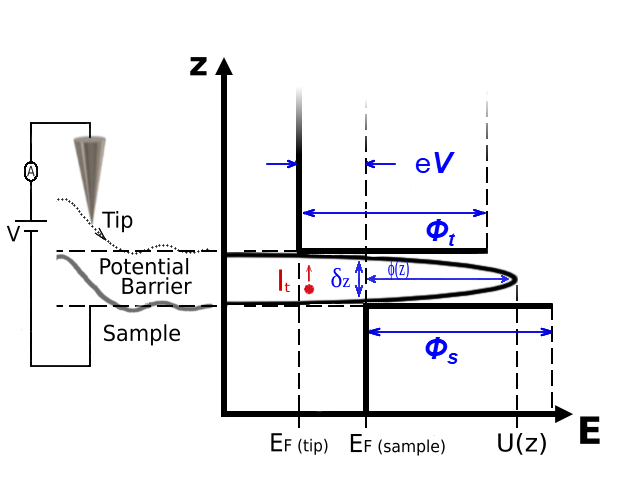 z
A
eV
Tip
V
Φt
Potential
Barrier
It
δz
ϕ(z)
Sample
Φs
E
EF (tip)
EF (sample)
U(z)